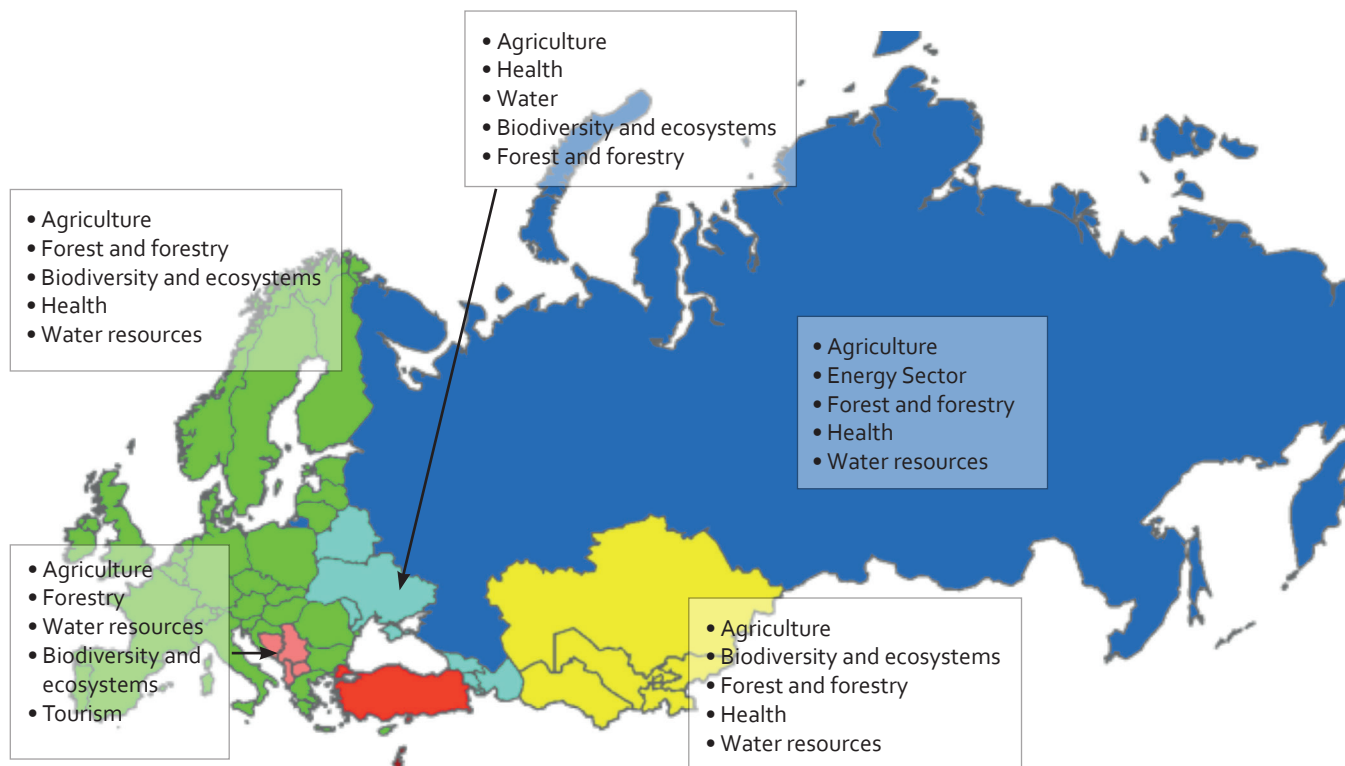 • Agriculture
• Health
• Water
• Biodiversity and ecosystems
• Forest and forestry
• Agriculture
• Forest and forestry
• Biodiversity and ecosystems
• Health
• Water resources
• Agriculture
• Energy Sector
• Forest and forestry
• Health
• Water resources
• Agriculture
• Forestry
• Water resources
• Biodiversity and
ecosystems
• Tourism
• Agriculture
• Biodiversity and ecosystems
• Forest and forestry
• Health
• Water resources